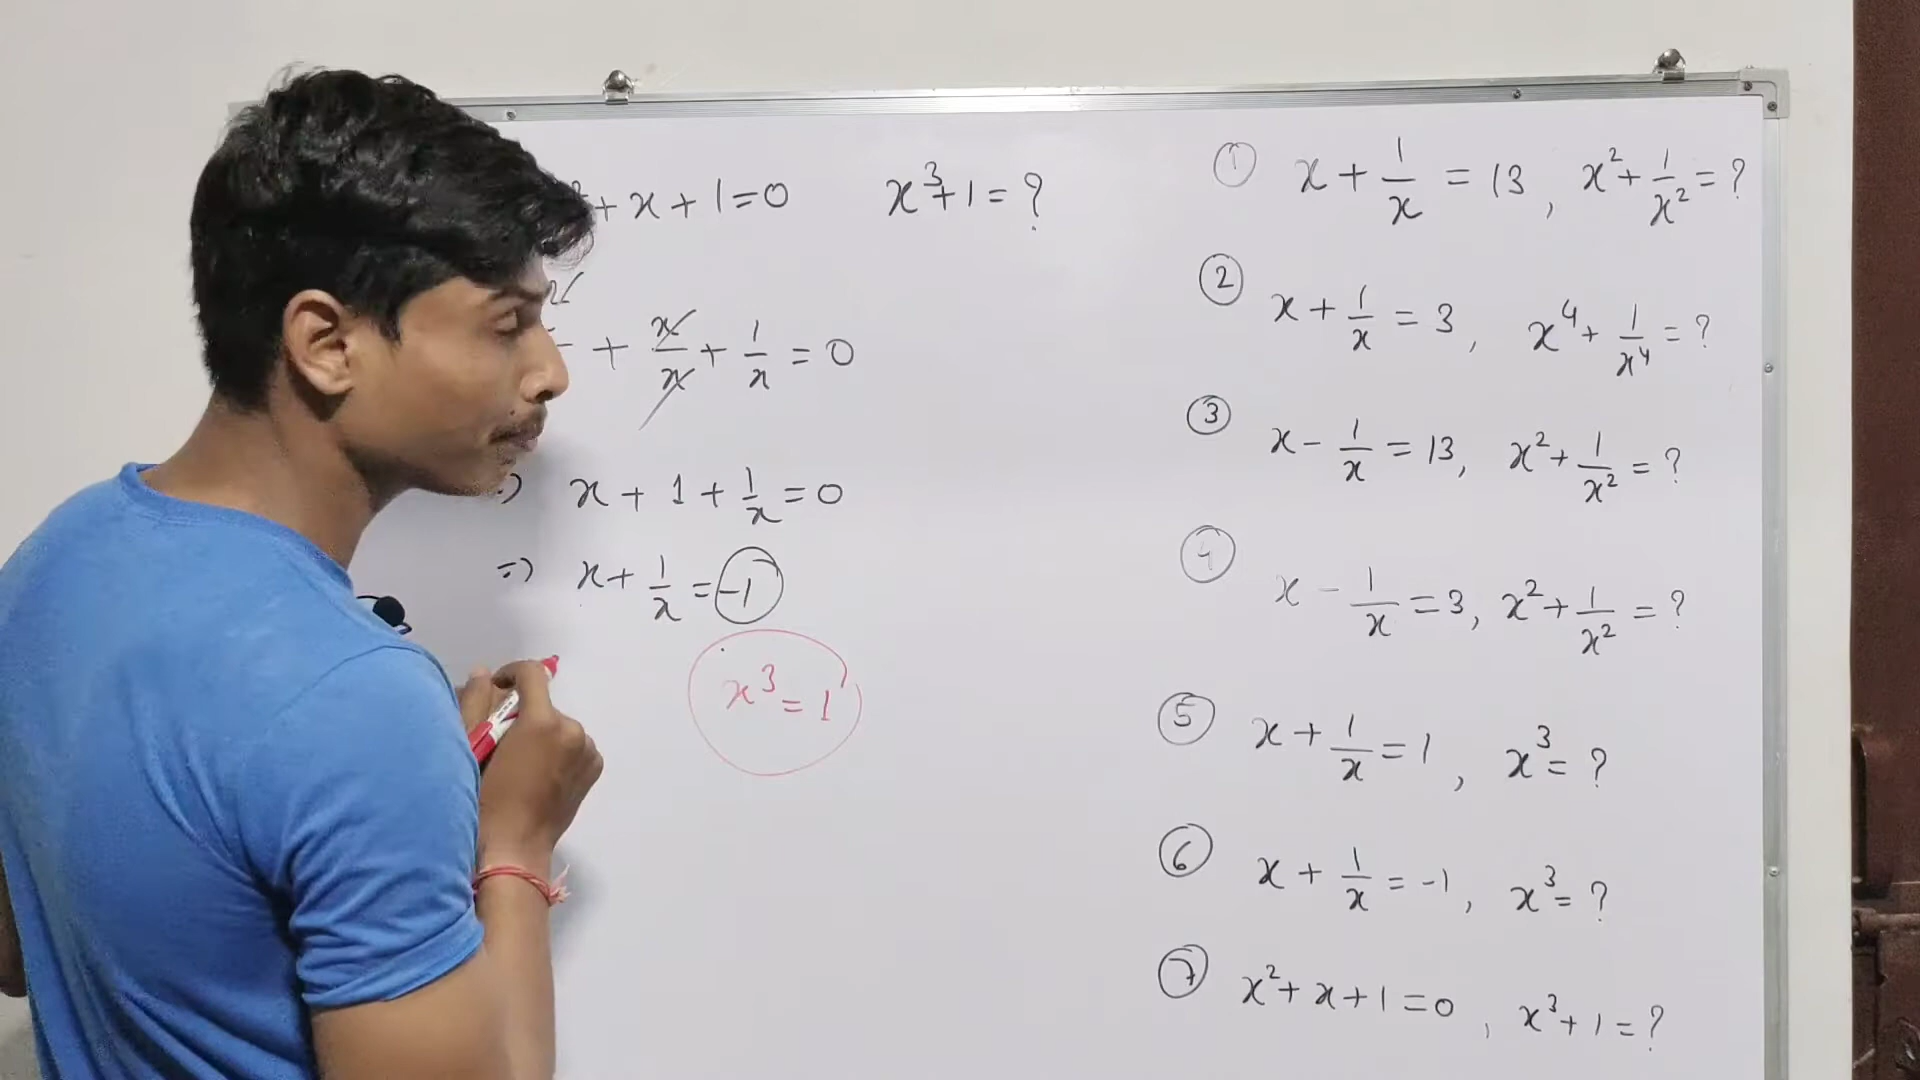 + x + 1 = 0 x³ + 1 = ?
+ x/x + 1/x = 0
x + 1 + 1/x = 0
=) x + 1/x = -1
x³ = 1
① x + 1/x = 13, x² + 1/x² = ?
② x + 1/x = 3, x⁴ + 1/x⁴ = ?
③ x - 1/x = 13, x² + 1/x² = ?
④ x - 1/x = 3, x² + 1/x² = ?
⑤ x + 1/x = 1, x³ = ?
⑥ x + 1/x = -1, x³ = ?
⑦ x² + x + 1 = 0, x³ + 1 = ?